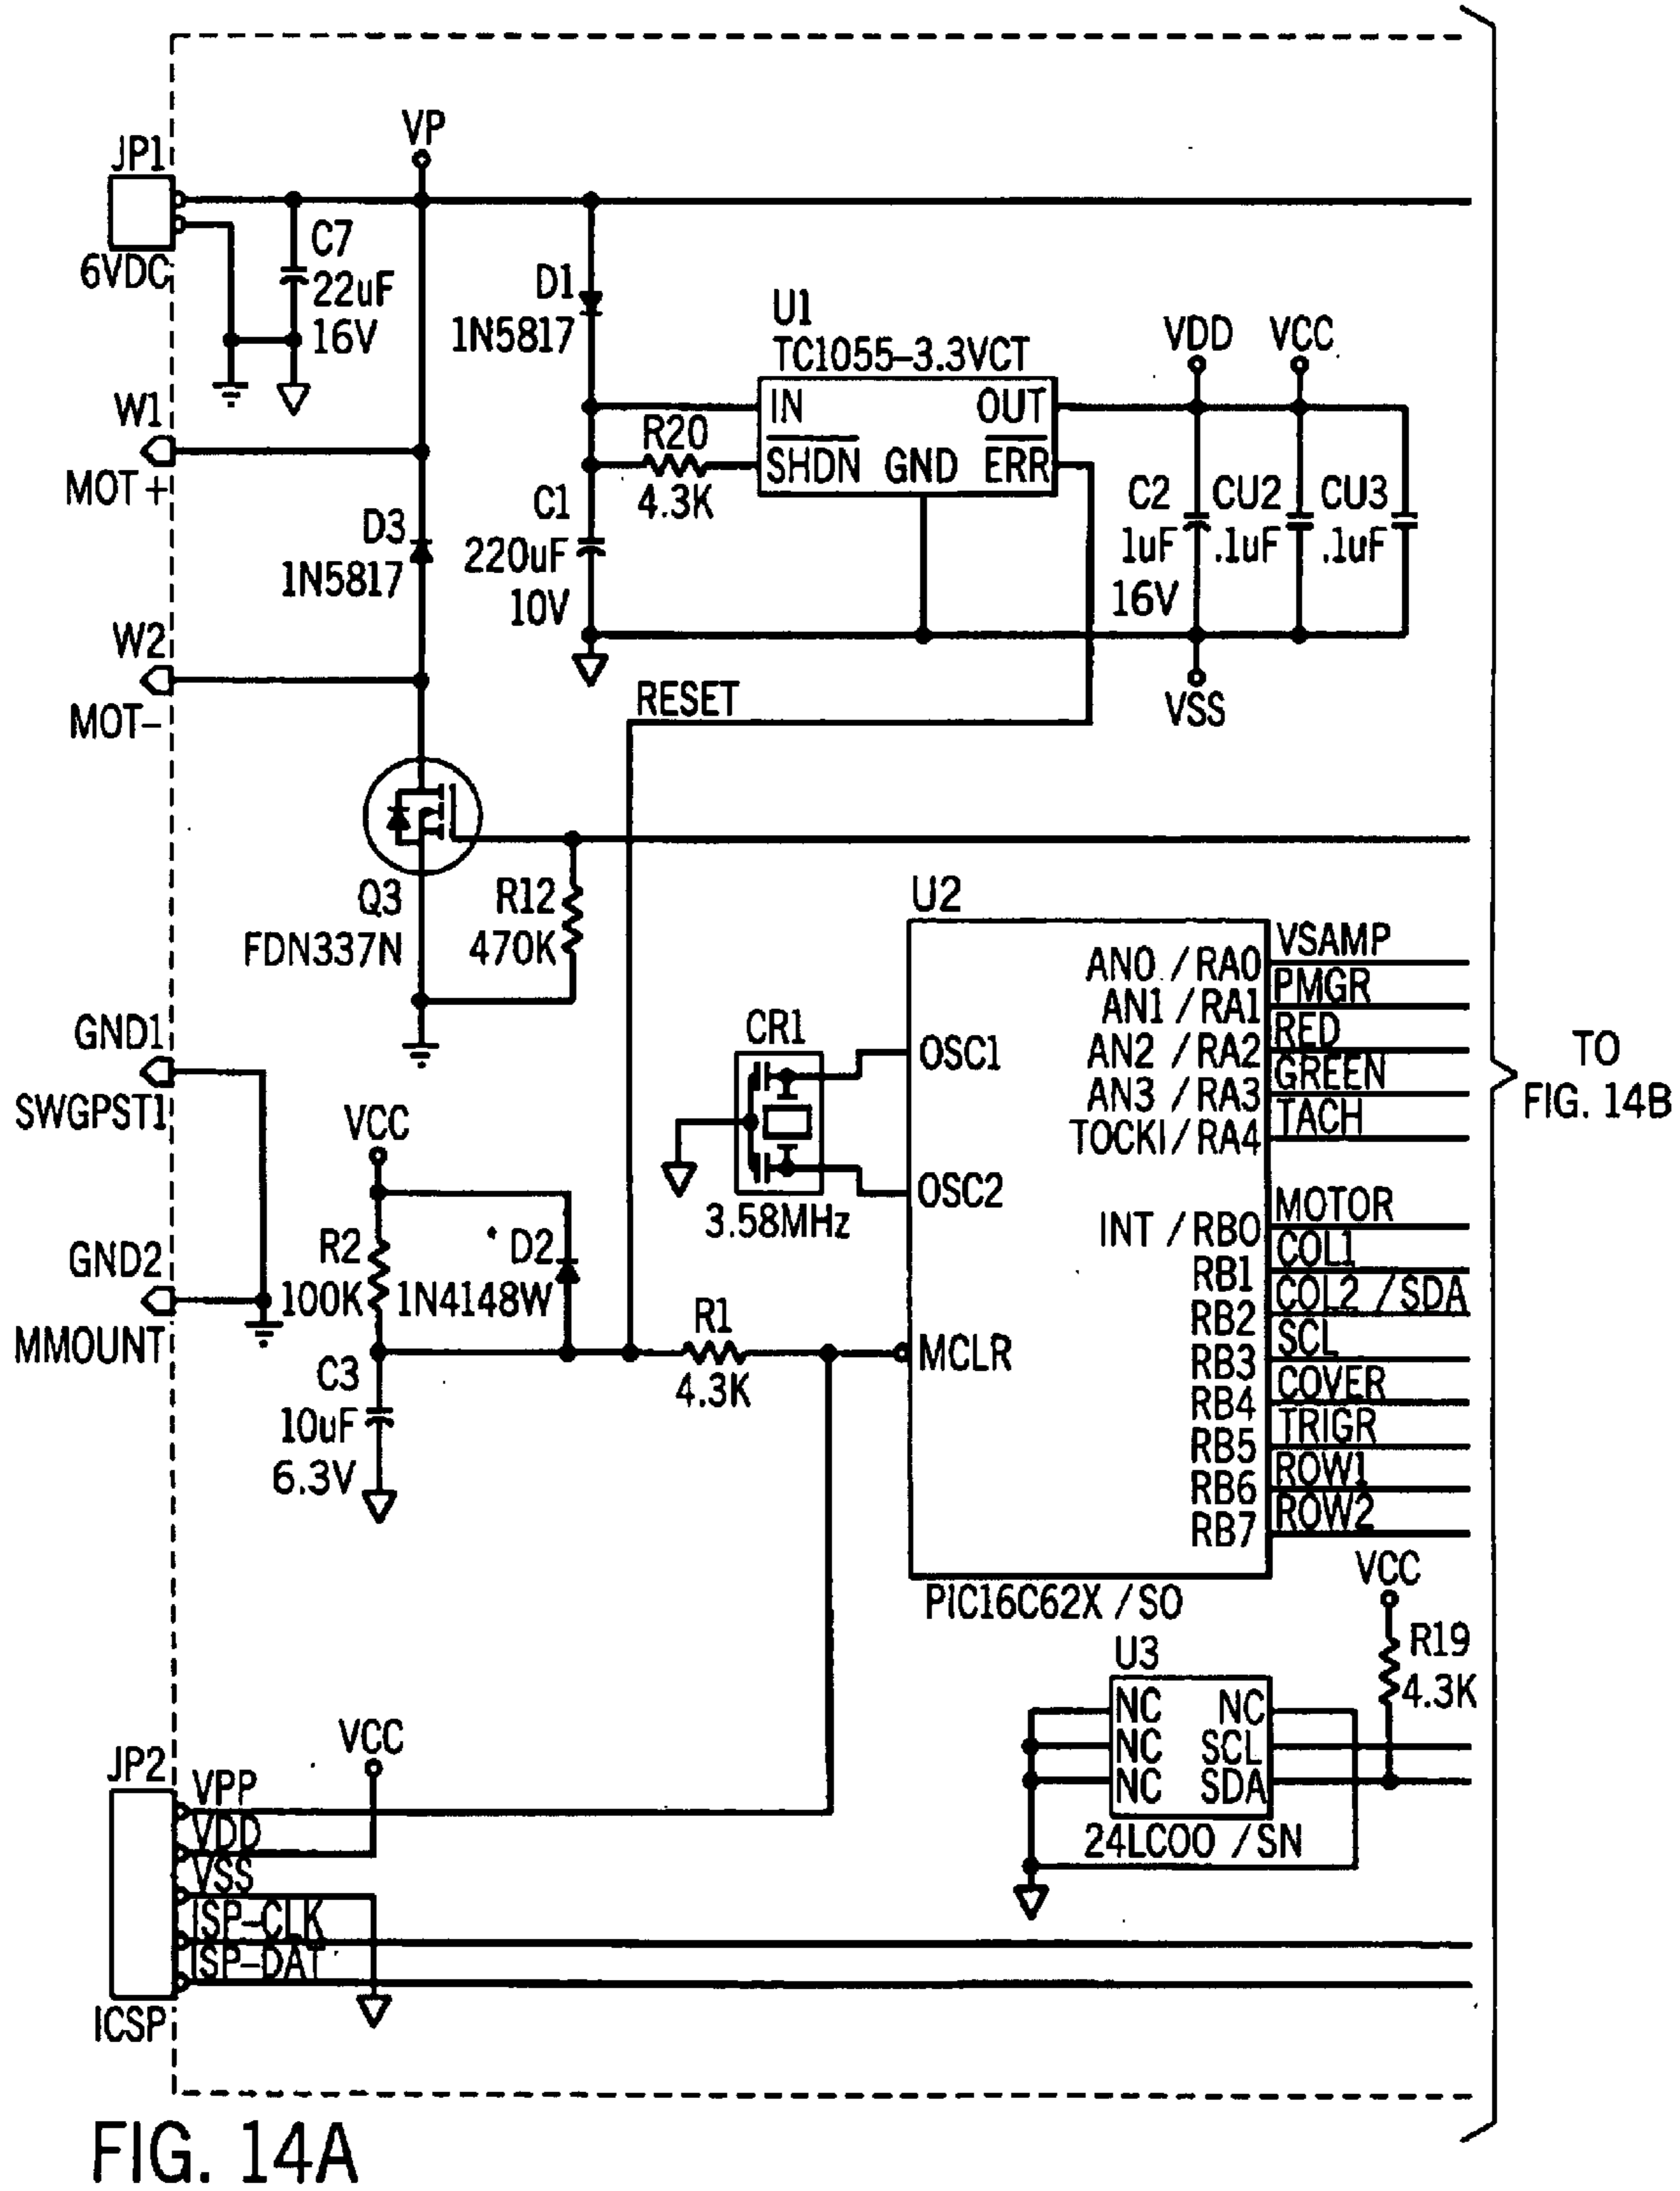 VP
JP1
6VDC
C7
22uF
16V
D1
1N5817
U1
TC1055-3.3VCT
IN
OUT
SHDN
GND
ERR
VDD
VCC
R20
4.3K
W1
MOT+
C1
220uF
10V
C2
1uF
16V
CU2
.1uF
CU3
.1uF
D3
1N5817
W2
MOT-
RESET
VSS
Q3
FDN337N
R12
470K
U2
AN0 / RA0
VSAMP
AN1 / RA1
PMGR
AN2 / RA2
RED
AN3 / RA3
GREEN
TOCKI / RA4
TACH
TO
FIG. 14B
GND1
SWGPST1
CR1
3.58MHz
OSC1
OSC2
VCC
R2
100K
D2
1N4148W
GND2
MMOUNT
INT / RB0
MOTOR
RB1
COL1
RB2
COL2 / SDA
RB3
SCL
RB4
COVER
RB5
TRIGR
RB6
ROW1
RB7
ROW2
R1
4.3K
MCLR
C3
10uF
6.3V
PIC16C62X / SO
VCC
R19
4.3K
U3
NC
NC
NC
SCL
NC
SDA
24LC00 / SN
VCC
JP2
VPP
VDD
VSS
ISP-CLK
ISP-DAT
ICSP
FIG. 14A